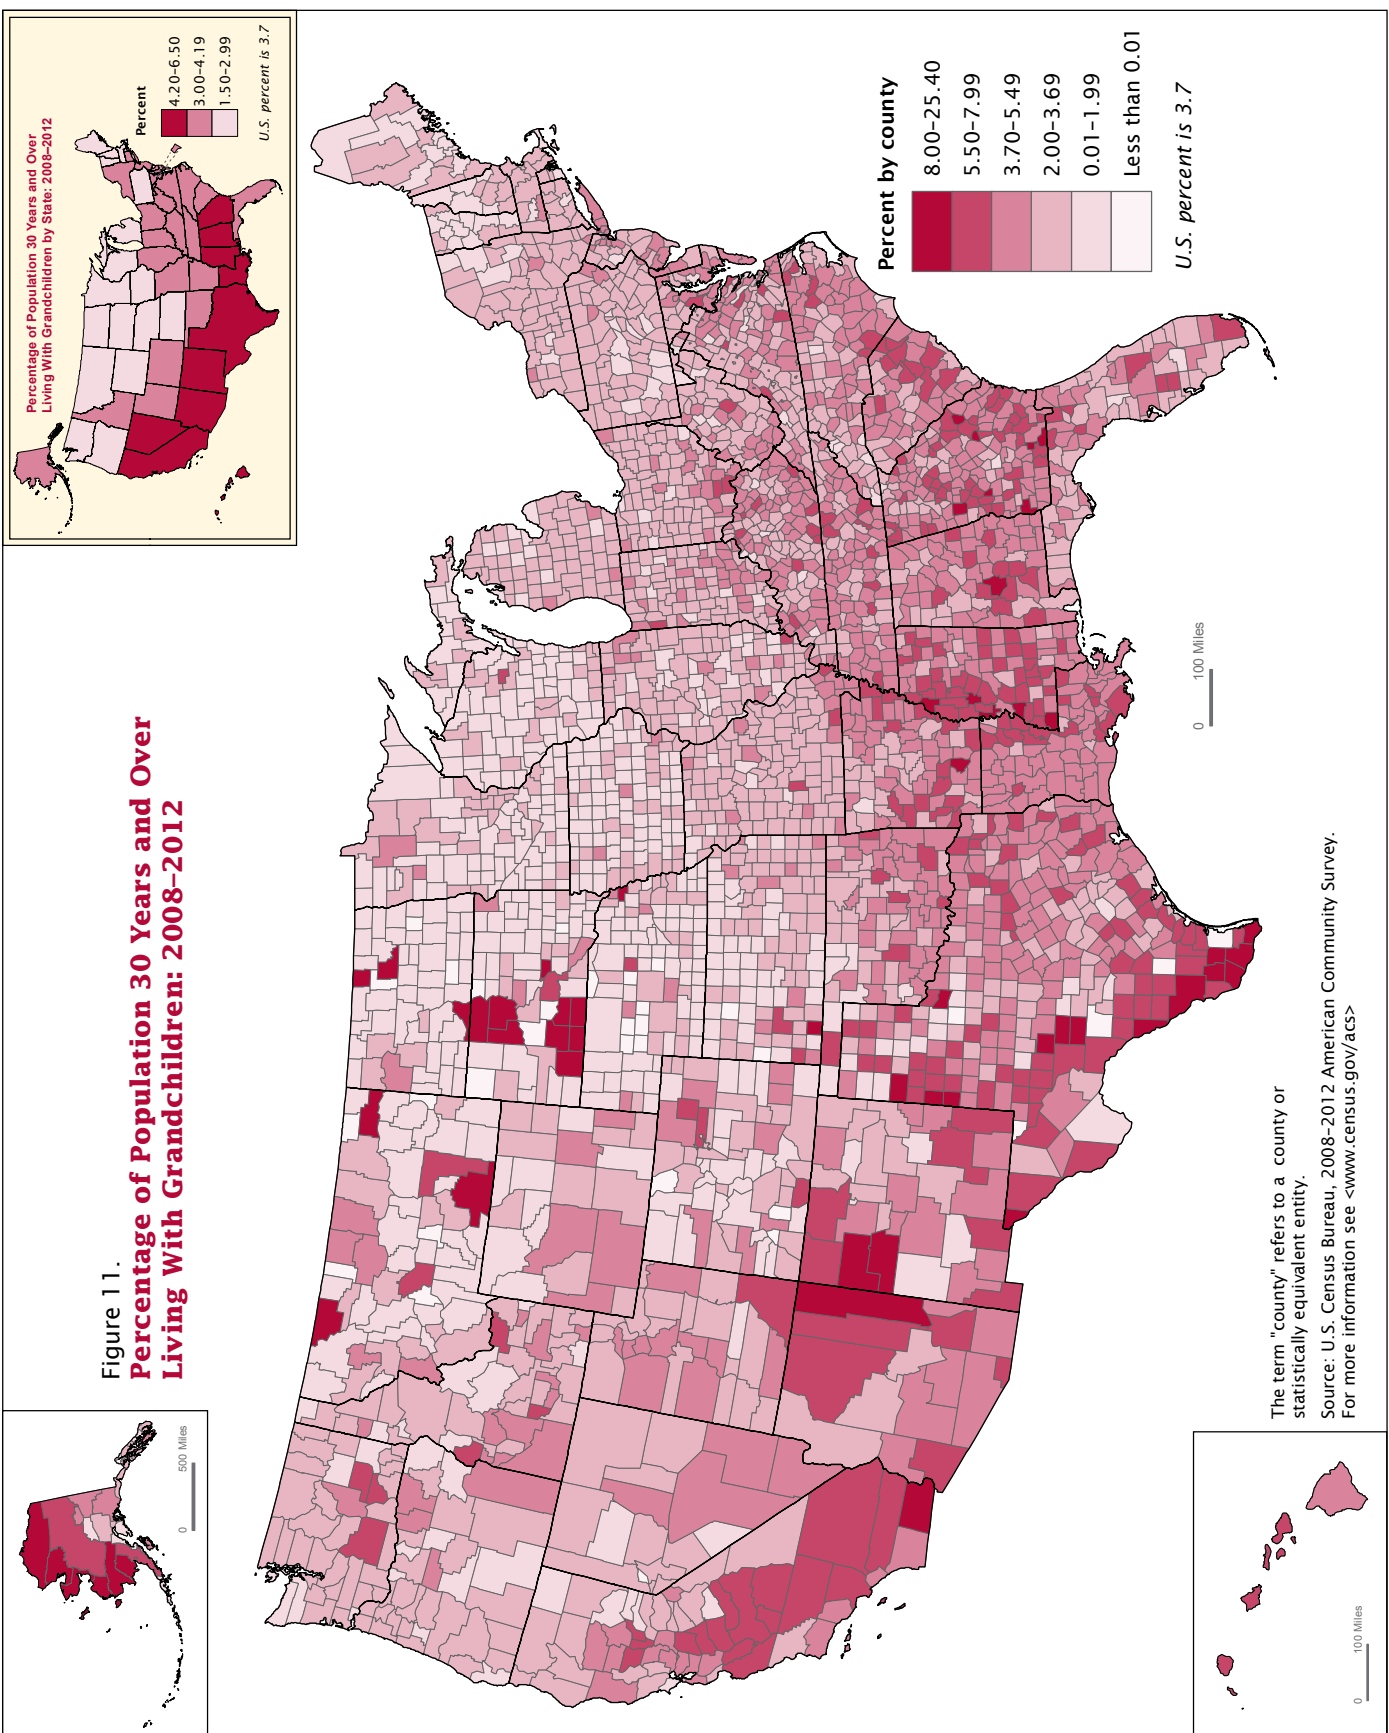 Figure 11.
Percentage of Population 30 Years and Over
Living With Grandchildren: 2008–2012
Percentage of Population 30 Years and Over
Living With Grandchildren by State: 2008–2012
Percent
4.20–6.50
3.00–4.19
1.50–2.99
U.S. percent is 3.7
Percent by county
8.00–25.40
5.50–7.99
3.70–5.49
2.00–3.69
0.01–1.99
Less than 0.01
U.S. percent is 3.7
0 500 Miles
0 100 Miles
0 100 Miles
The term "county" refers to a county or
statistically equivalent entity.
Source: U.S. Census Bureau, 2008–2012 American Community Survey.
For more information see <www.census.gov/acs>